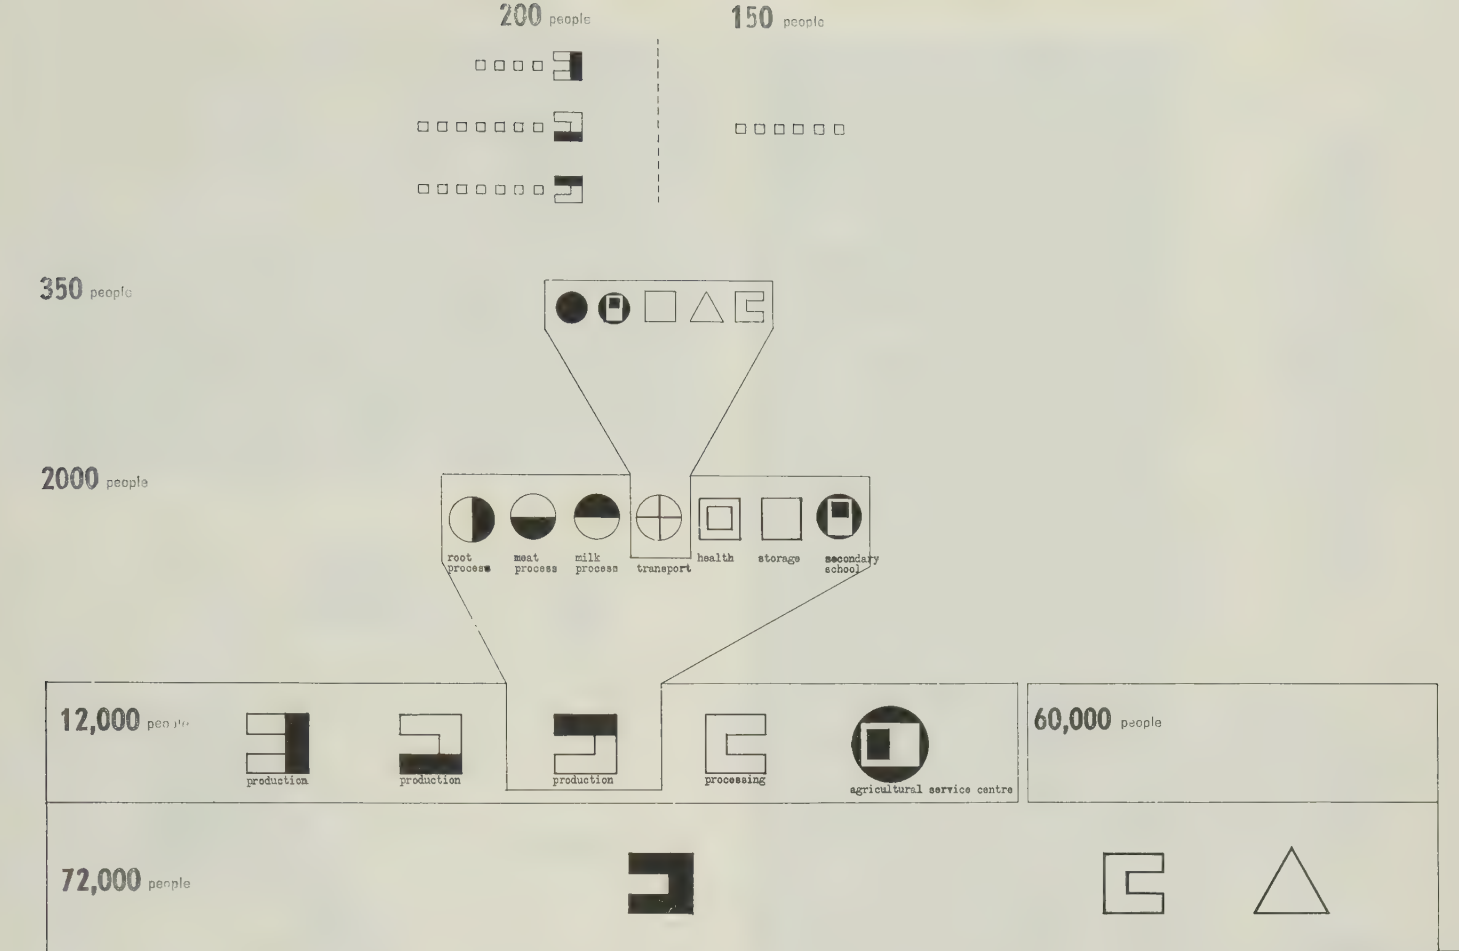 200 people
150 people
350 people
2000 people
root process
meat process
milk process
transport
health
storage
secondary school
12,000 people
production
production
production
processing
agricultural service centre
60,000 people
72,000 people